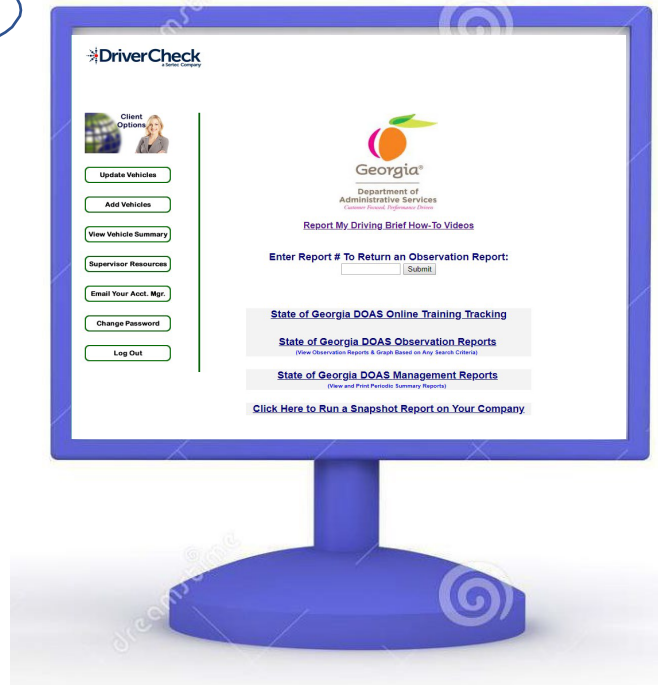 DriverCheck
a Sertec Company
Client
Options
Update Vehicles
Add Vehicles
View Vehicle Summary
Supervisor Resources
Email Your Acct. Mgr.
Change Password
Log Out
Georgia®
Department of
Administrative Services
Customer Focused, Performance Driven
Report My Driving Brief How-To Videos
Enter Report # To Return an Observation Report:
Submit
State of Georgia DOAS Online Training Tracking
State of Georgia DOAS Observation Reports
(View Observation Reports & Graph Based on Any Search Criteria)
State of Georgia DOAS Management Reports
(View and Print Periodic Summary Reports)
Click Here to Run a Snapshot Report on Your Company
dreamstime